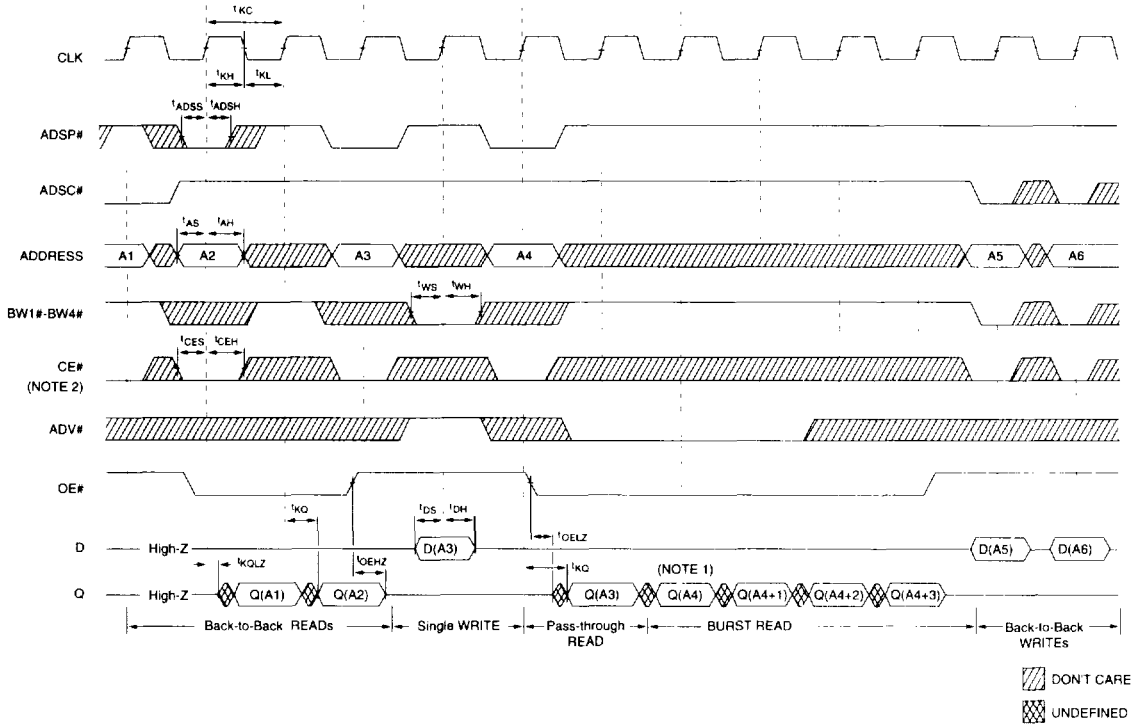 tKC
CLK
tKH
tKL
tADSS
tADSH
ADSP#
ADSC#
tAS
tAH
ADDRESS
A1
A2
A3
A4
A5
A6
tWS
tWH
BW1#-BW4#
tCES
tCEH
CE#
(NOTE 2)
ADV#
OE#
tKQ
tDS
tDH
D
High-Z
D(A3)
tOELZ
D(A5)
D(A6)
tKQLZ
tOEHZ
tKQ
(NOTE 1)
Q
High-Z
Q(A1)
Q(A2)
Q(A3)
Q(A4)
Q(A4+1)
Q(A4+2)
Q(A4+3)
Back-to-Back READs
Single WRITE
Pass-through
READ
BURST READ
Back-to-Back
WRITEs
DON'T CARE
UNDEFINED